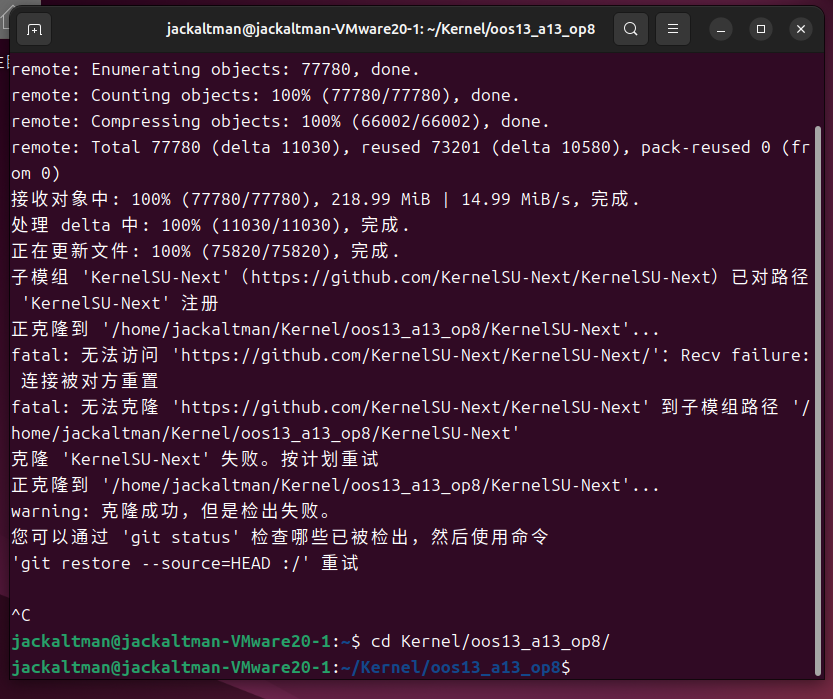 jackaltman@jackaltman-VMware20-1: ~/Kernel/oos13_a13_op8
remote: Enumerating objects: 77780, done.
remote: Counting objects: 100% (77780/77780), done.
remote: Compressing objects: 100% (66002/66002), done.
remote: Total 77780 (delta 11030), reused 73201 (delta 10580), pack-reused 0 (fr
om 0)
接收对象中: 100% (77780/77780), 218.99 MiB | 14.99 MiB/s, 完成.
处理 delta 中: 100% (11030/11030), 完成.
正在更新文件: 100% (75820/75820), 完成.
子模组 'KernelSU-Next'（https://github.com/KernelSU-Next/KernelSU-Next）已对路径
 'KernelSU-Next' 注册
正克隆到 '/home/jackaltman/Kernel/oos13_a13_op8/KernelSU-Next'...
fatal: 无法访问 'https://github.com/KernelSU-Next/KernelSU-Next/'：Recv failure:
 连接被对方重置
fatal: 无法克隆 'https://github.com/KernelSU-Next/KernelSU-Next' 到子模组路径 '/
home/jackaltman/Kernel/oos13_a13_op8/KernelSU-Next'
克隆 'KernelSU-Next' 失败。按计划重试
正克隆到 '/home/jackaltman/Kernel/oos13_a13_op8/KernelSU-Next'...
warning: 克隆成功，但是检出失败。
您可以通过 'git status' 检查哪些已被检出，然后使用命令
'git restore --source=HEAD :/' 重试
^C
jackaltman@jackaltman-VMware20-1:~$ cd Kernel/oos13_a13_op8/
jackaltman@jackaltman-VMware20-1:~/Kernel/oos13_a13_op8$